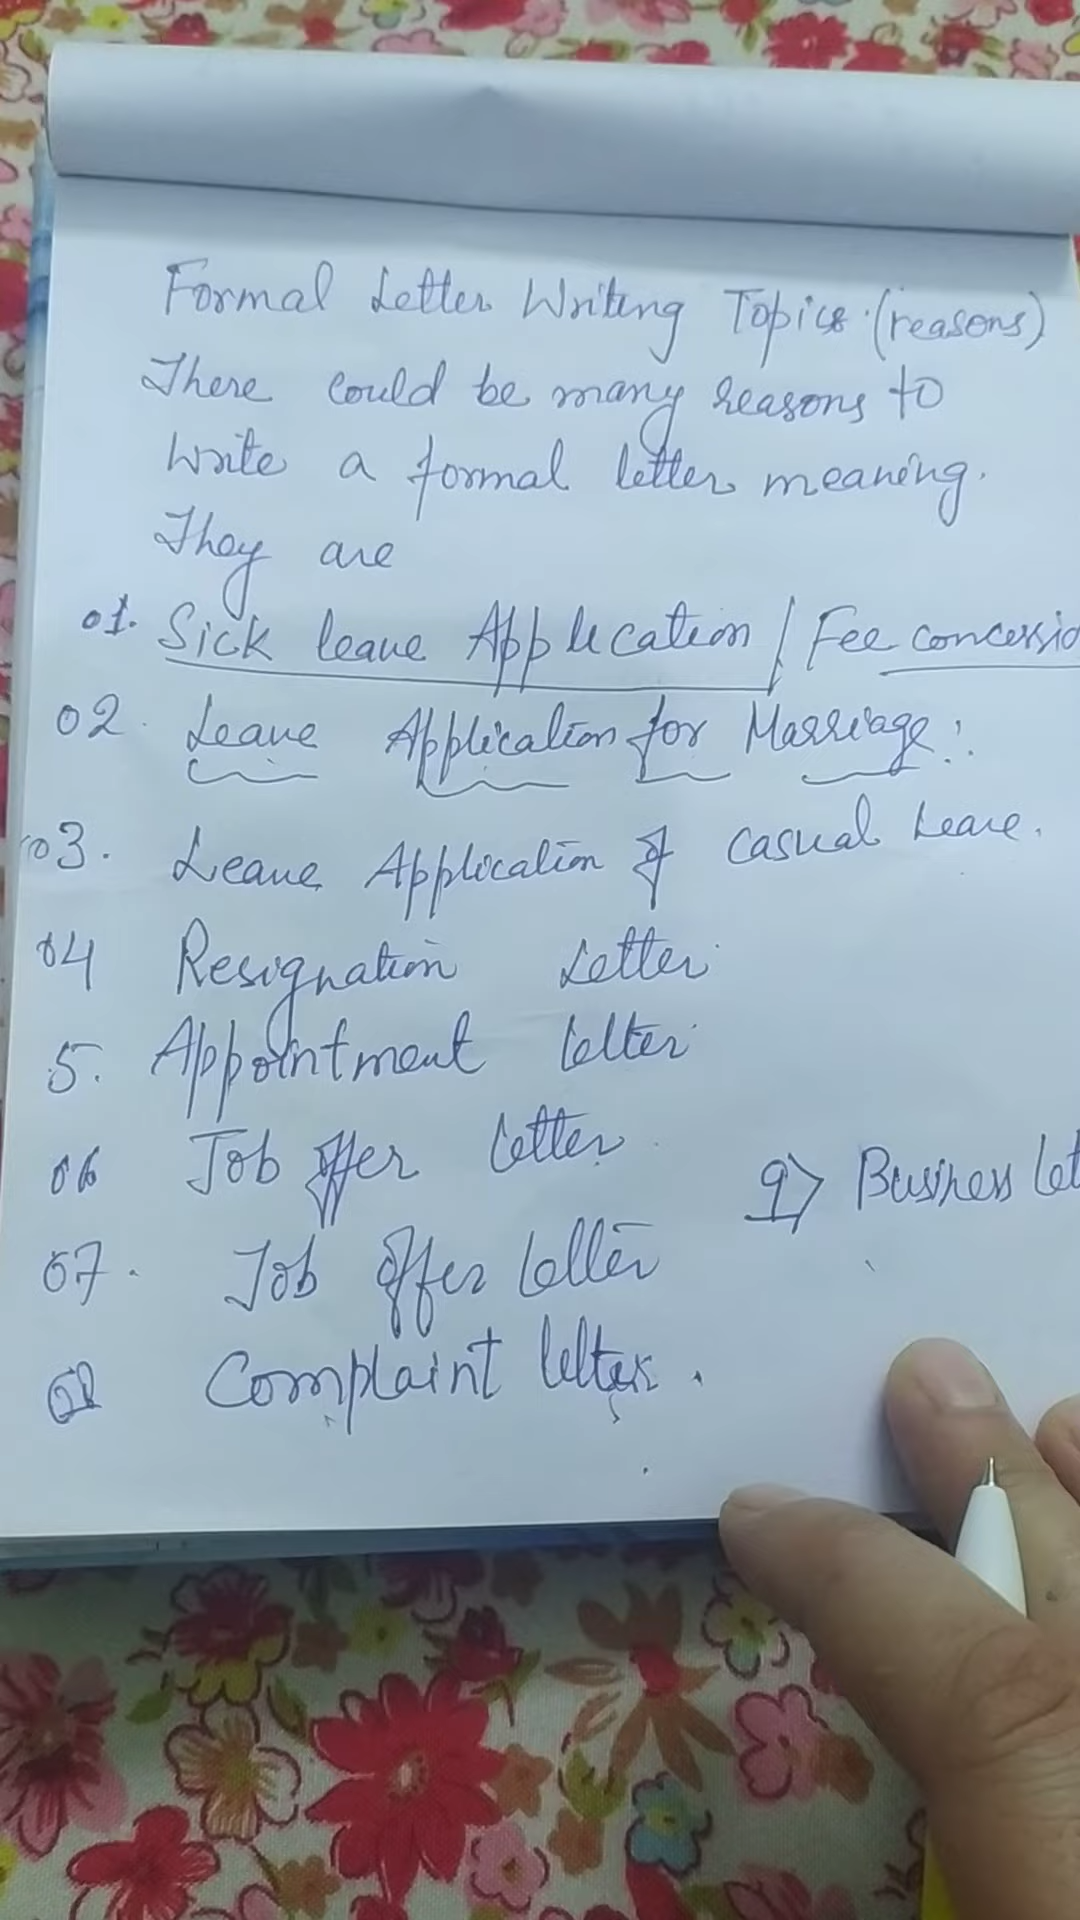 Formal Letter Writing Topics (reasons)
There could be many reasons to
write a formal letter meaning.
They are
01. Sick leave Application / Fee concessio
02. Leave Application for Marriage:
03. Leave Application of casual Leave.
04 Resignation Letter
5. Appointment letter
06 Job offer letter
9> Business let
07. Job offer letter
08 Complaint letter.